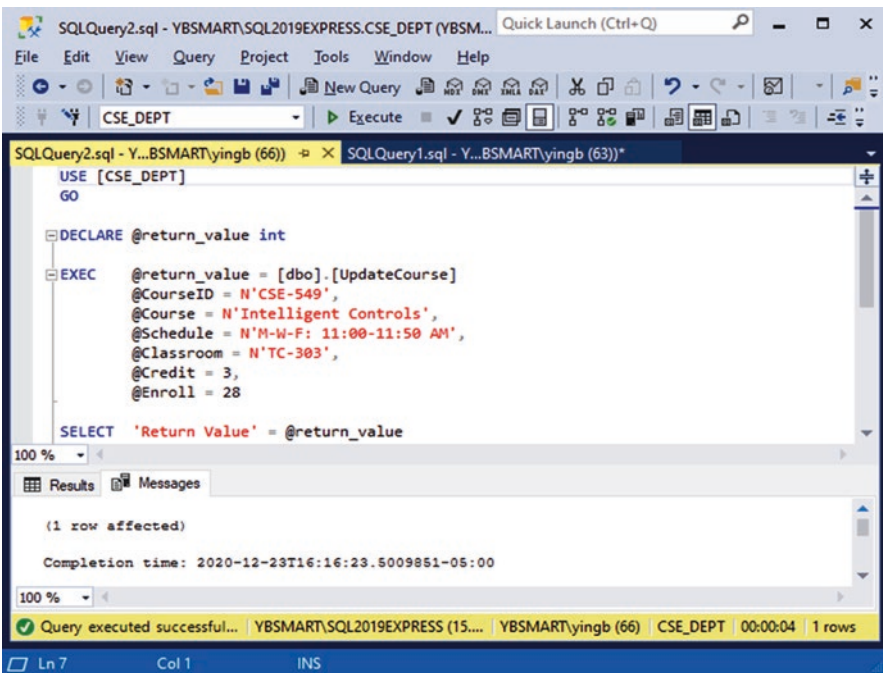 SQLQuery2.sql - YBSMART\SQL2019EXPRESS.CSE_DEPT (YBSM... Quick Launch (Ctrl+Q)
File Edit View Query Project Tools Window Help
New Query MDX DMX XMLA DAX
CSE_DEPT Execute
SQLQuery2.sql - Y...BSMART\yingb (66)) SQLQuery1.sql - Y...BSMART\yingb (63))*
USE [CSE_DEPT]
GO
DECLARE @return_value int
EXEC @return_value = [dbo].[UpdateCourse]
@CourseID = N'CSE-549',
@Course = N'Intelligent Controls',
@Schedule = N'M-W-F: 11:00-11:50 AM',
@Classroom = N'TC-303',
@Credit = 3,
@Enroll = 28
SELECT 'Return Value' = @return_value
100 %
Results Messages
(1 row affected)
Completion time: 2020-12-23T16:16:23.5009851-05:00
100 %
Query executed successful... YBSMART\SQL2019EXPRESS (15.... YBSMART\yingb (66) CSE_DEPT 00:00:04 1 rows
Ln 7 Col 1 INS